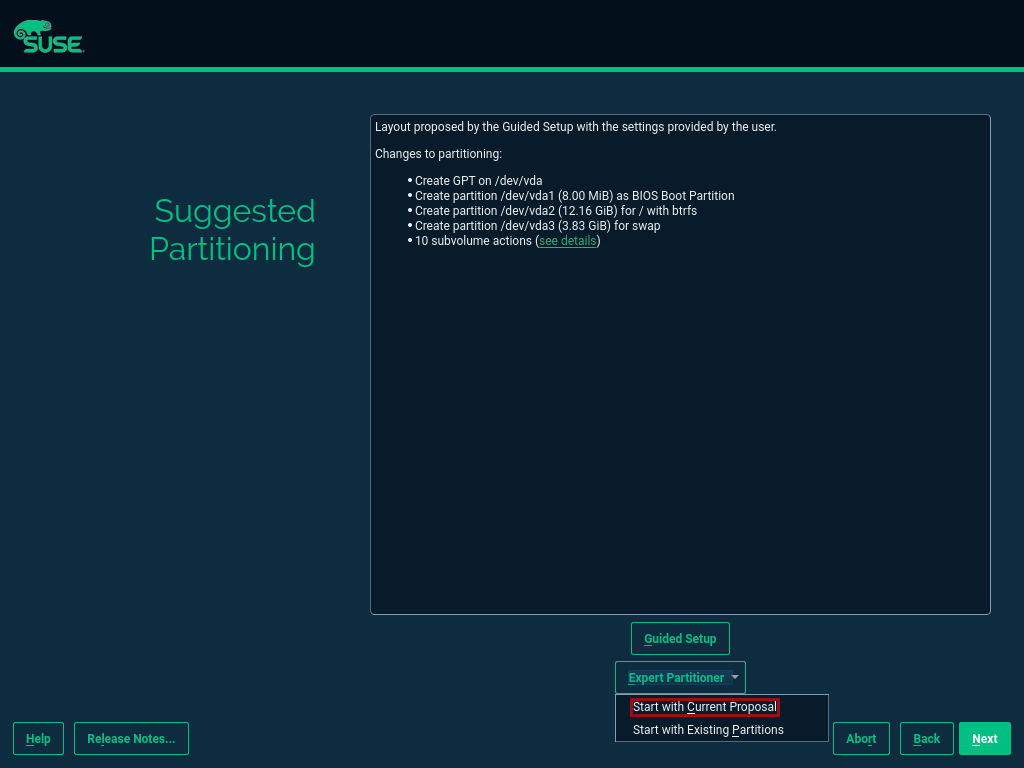 SUSE
Suggested
Partitioning
Layout proposed by the Guided Setup with the settings provided by the user.
Changes to partitioning:
• Create GPT on /dev/vda
• Create partition /dev/vda1 (8.00 MiB) as BIOS Boot Partition
• Create partition /dev/vda2 (12.16 GiB) for / with btrfs
• Create partition /dev/vda3 (3.83 GiB) for swap
• 10 subvolume actions (see details)
Guided Setup
Expert Partitioner
Start with Current Proposal
Start with Existing Partitions
Help Release Notes... Abort Back Next